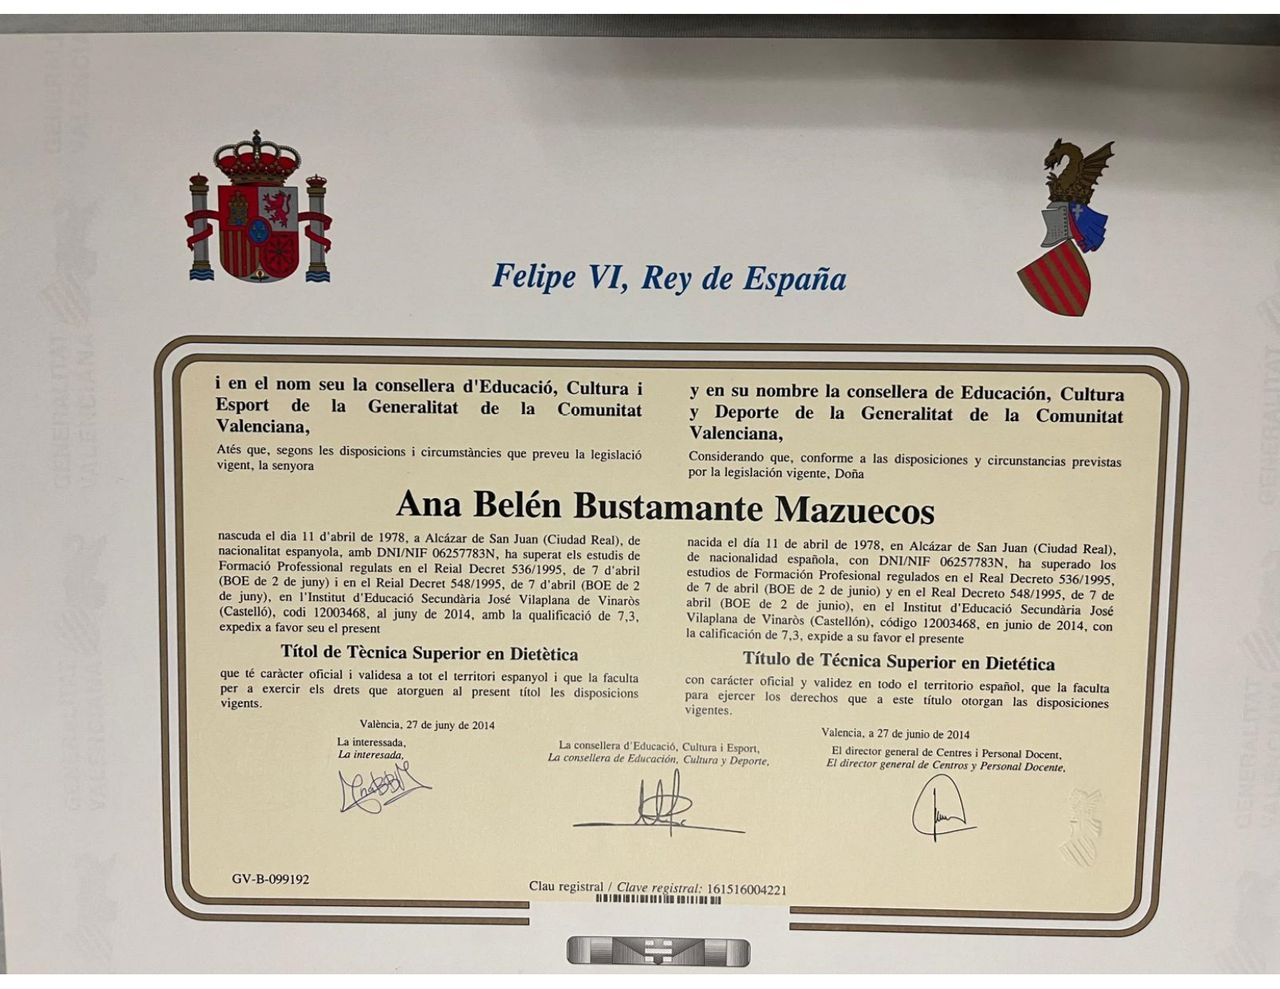 Felipe VI, Rey de España
i en el nom seu la consellera d'Educació, Cultura i
Esport de la Generalitat de la Comunitat
Valenciana,
Atés que, segons les disposicions i circumstàncies que preveu la legislació
vigent, la senyora
y en su nombre la consellera de Educación, Cultura
y Deporte de la Generalitat de la Comunitat
Valenciana,
Considerando que, conforme a las disposiciones y circunstancias previstas
por la legislación vigente, Doña
Ana Belén Bustamante Mazuecos
nascuda el dia 11 d'abril de 1978, a Alcázar de San Juan (Ciudad Real), de
nacionalitat espanyola, amb DNI/NIF 06257783N, ha superat els estudis de
Formació Professional regulats en el Reial Decret 536/1995, de 7 d'abril
(BOE de 2 de juny) i en el Reial Decret 548/1995, de 7 d'abril (BOE de 2
de juny), en l'Institut d'Educació Secundària José Vilaplana de Vinaròs
(Castelló), codi 12003468, al juny de 2014, amb la qualificació de 7,3,
expedix a favor seu el present
Títol de Tècnica Superior en Dietètica
que té caràcter oficial i validesa a tot el territori espanyol i que la faculta
per a exercir els drets que atorguen al present títol les disposicions
vigents.
València, 27 de juny de 2014
nacida el día 11 de abril de 1978, en Alcázar de San Juan (Ciudad Real),
de nacionalidad española, con DNI/NIF 06257783N, ha superado los
estudios de Formación Profesional regulados en el Real Decreto 536/1995,
de 7 de abril (BOE de 2 de junio) y en el Real Decreto 548/1995, de 7 de
abril (BOE de 2 de junio), en el Institut d'Educació Secundària José
Vilaplana de Vinaròs (Castellón), código 12003468, en junio de 2014, con
la calificación de 7,3, expide a su favor el presente
Título de Técnica Superior en Dietética
con carácter oficial y validez en todo el territorio español, que la faculta
para ejercer los derechos que a este título otorgan las disposiciones
vigentes.
Valencia, a 27 de junio de 2014
La interessada,
La interesada,
La consellera d'Educació, Cultura i Esport,
La consellera de Educación, Cultura y Deporte,
El director general de Centres i Personal Docent,
El director general de Centros y Personal Docente,
GV-B-099192
Clau registral / Clave registral: 161516004221